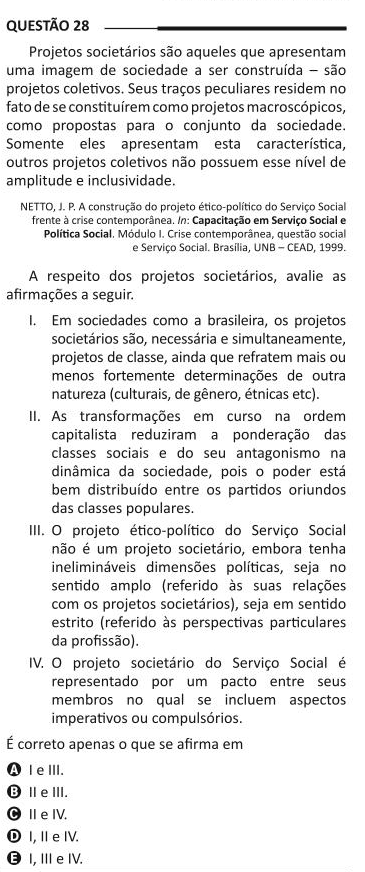 QUESTÃO 28
Projetos societários são aqueles que apresentam
uma imagem de sociedade a ser construída – são
projetos coletivos. Seus traços peculiares residem no
fato de se constituírem como projetos macroscópicos,
como propostas para o conjunto da sociedade.
Somente eles apresentam esta característica,
outros projetos coletivos não possuem esse nível de
amplitude e inclusividade.
NETTO, J. P. A construção do projeto ético-político do Serviço Social
frente à crise contemporânea. In: Capacitação em Serviço Social e
Política Social. Módulo I. Crise contemporânea, questão social
e Serviço Social. Brasília, UNB – CEAD, 1999.
A respeito dos projetos societários, avalie as
afirmações a seguir.
I. Em sociedades como a brasileira, os projetos
societários são, necessária e simultaneamente,
projetos de classe, ainda que refratem mais ou
menos fortemente determinações de outra
natureza (culturais, de gênero, étnicas etc).
II. As transformações em curso na ordem
capitalista reduziram a ponderação das
classes sociais e do seu antagonismo na
dinâmica da sociedade, pois o poder está
bem distribuído entre os partidos oriundos
das classes populares.
III. O projeto ético-político do Serviço Social
não é um projeto societário, embora tenha
inelimináveis dimensões políticas, seja no
sentido amplo (referido às suas relações
com os projetos societários), seja em sentido
estrito (referido às perspectivas particulares
da profissão).
IV. O projeto societário do Serviço Social é
representado por um pacto entre seus
membros no qual se incluem aspectos
imperativos ou compulsórios.
É correto apenas o que se afirma em
A I e III.
B II e III.
C II e IV.
D I, II e IV.
E I, III e IV.